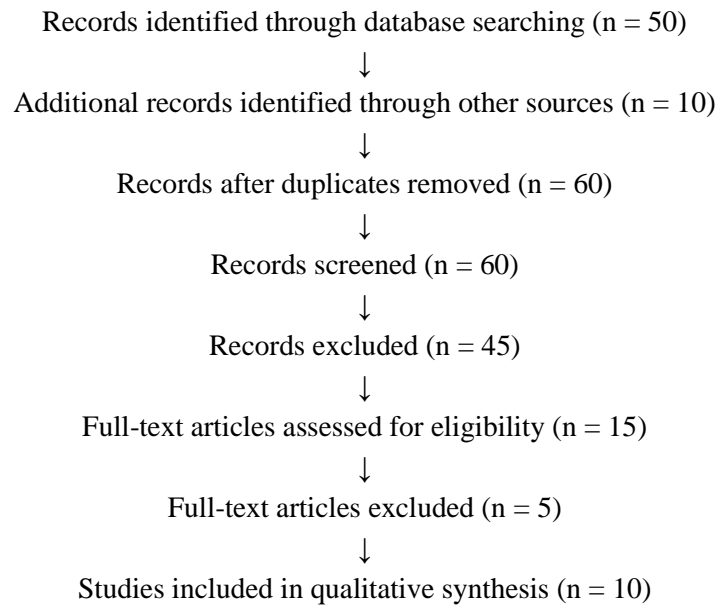 Records identified through database searching (n = 50)
↓
Additional records identified through other sources (n = 10)
↓
Records after duplicates removed (n = 60)
↓
Records screened (n = 60)
↓
Records excluded (n = 45)
↓
Full-text articles assessed for eligibility (n = 15)
↓
Full-text articles excluded (n = 5)
↓
Studies included in qualitative synthesis (n = 10)